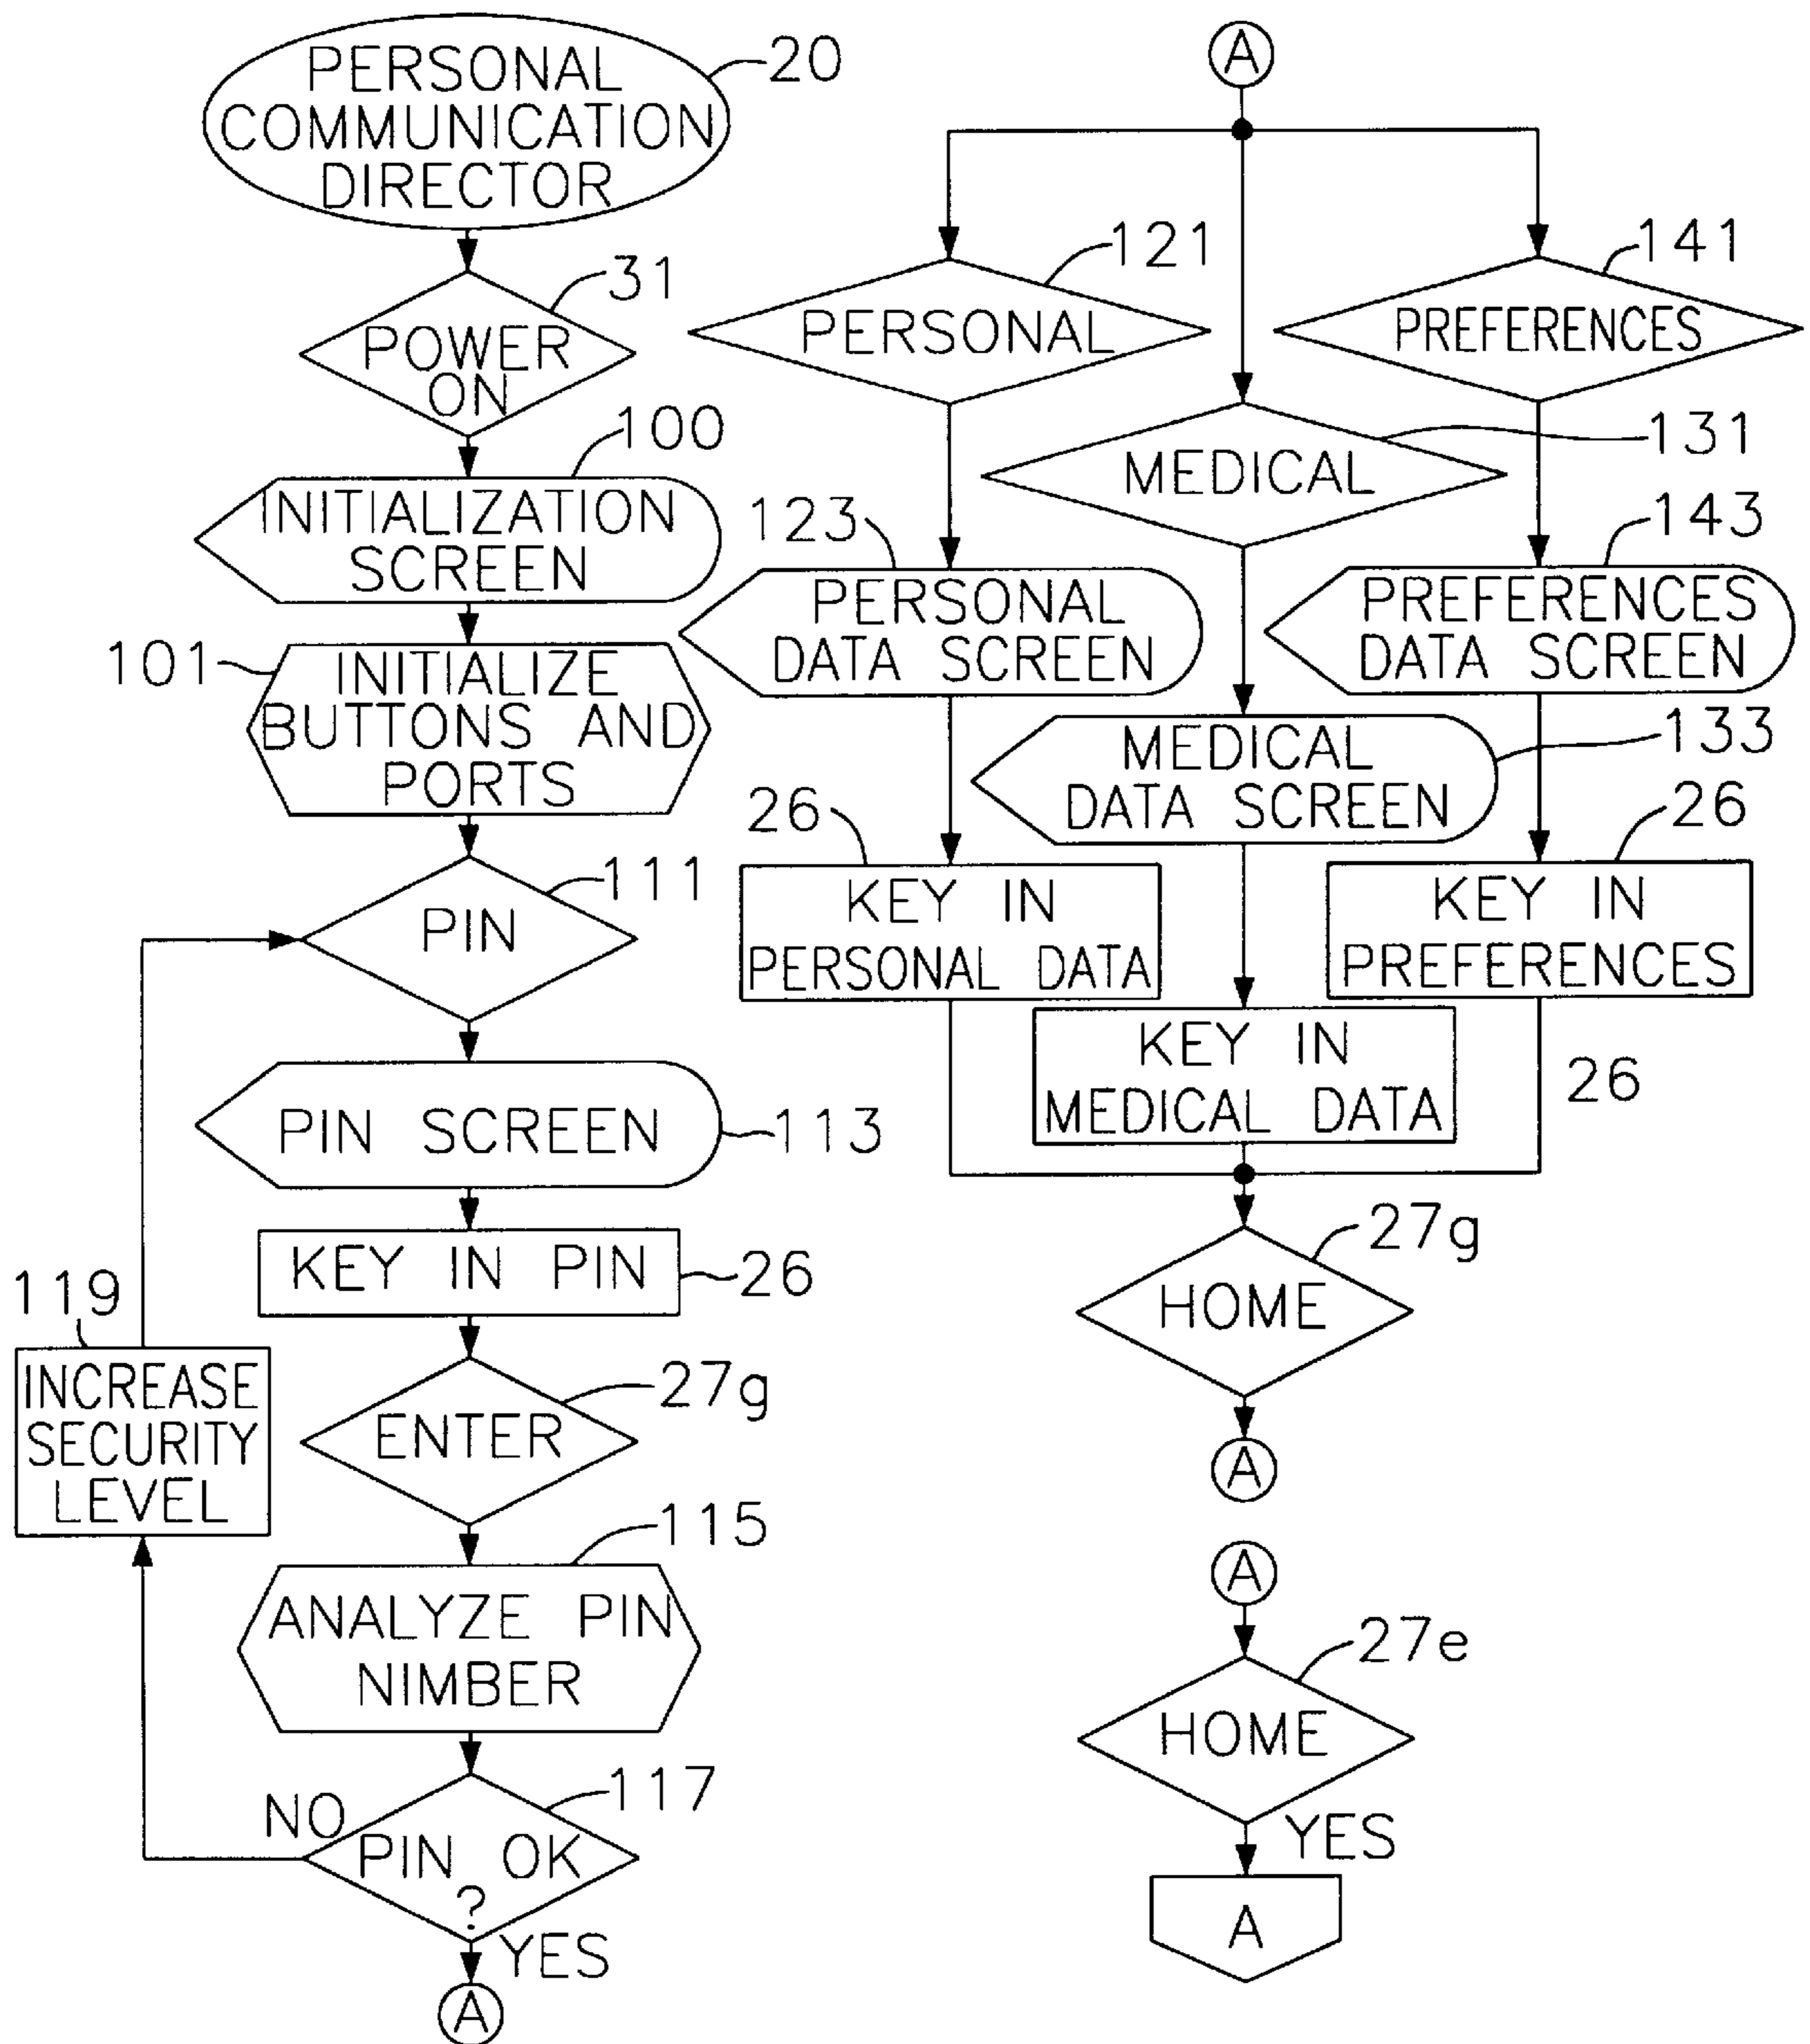 PERSONAL
COMMUNICATION
DIRECTOR
20
31
POWER
ON
100
INITIALIZATION
SCREEN
101
INITIALIZE
BUTTONS AND
PORTS
111
PIN
PIN SCREEN
113
KEY IN PIN
26
119
INCREASE
SECURITY
LEVEL
27g
ENTER
115
ANALYZE PIN
NIMBER
117
NO
PIN OK
?
YES
A
A
121
PERSONAL
141
PREFERENCES
131
MEDICAL
123
PERSONAL
DATA SCREEN
143
PREFERENCES
DATA SCREEN
133
MEDICAL
DATA SCREEN
26
KEY IN
PERSONAL DATA
26
KEY IN
PREFERENCES
KEY IN
MEDICAL DATA
26
27g
HOME
A
A
27e
HOME
YES
A